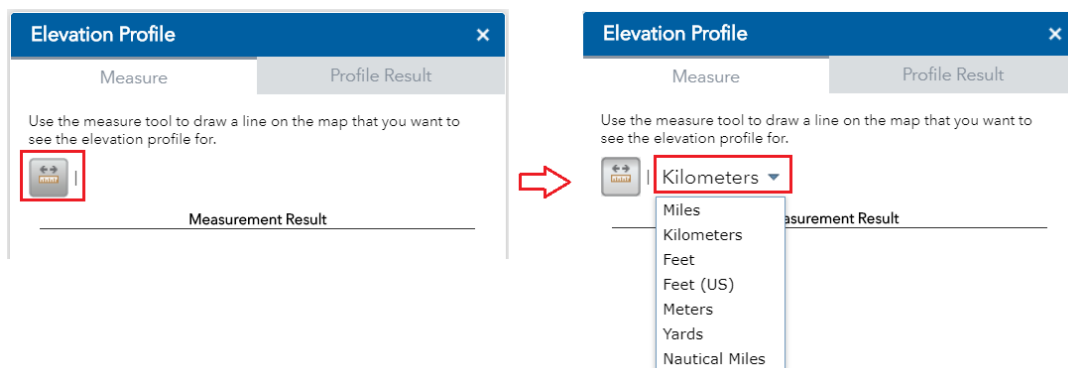 Elevation Profile ×
Measure Profile Result
Use the measure tool to draw a line on the map that you want to
see the elevation profile for.
|
Measurement Result
Elevation Profile ×
Measure Profile Result
Use the measure tool to draw a line on the map that you want to
see the elevation profile for.
| Kilometers
Miles
asurement Result
Kilometers
Feet
Feet (US)
Meters
Yards
Nautical Miles